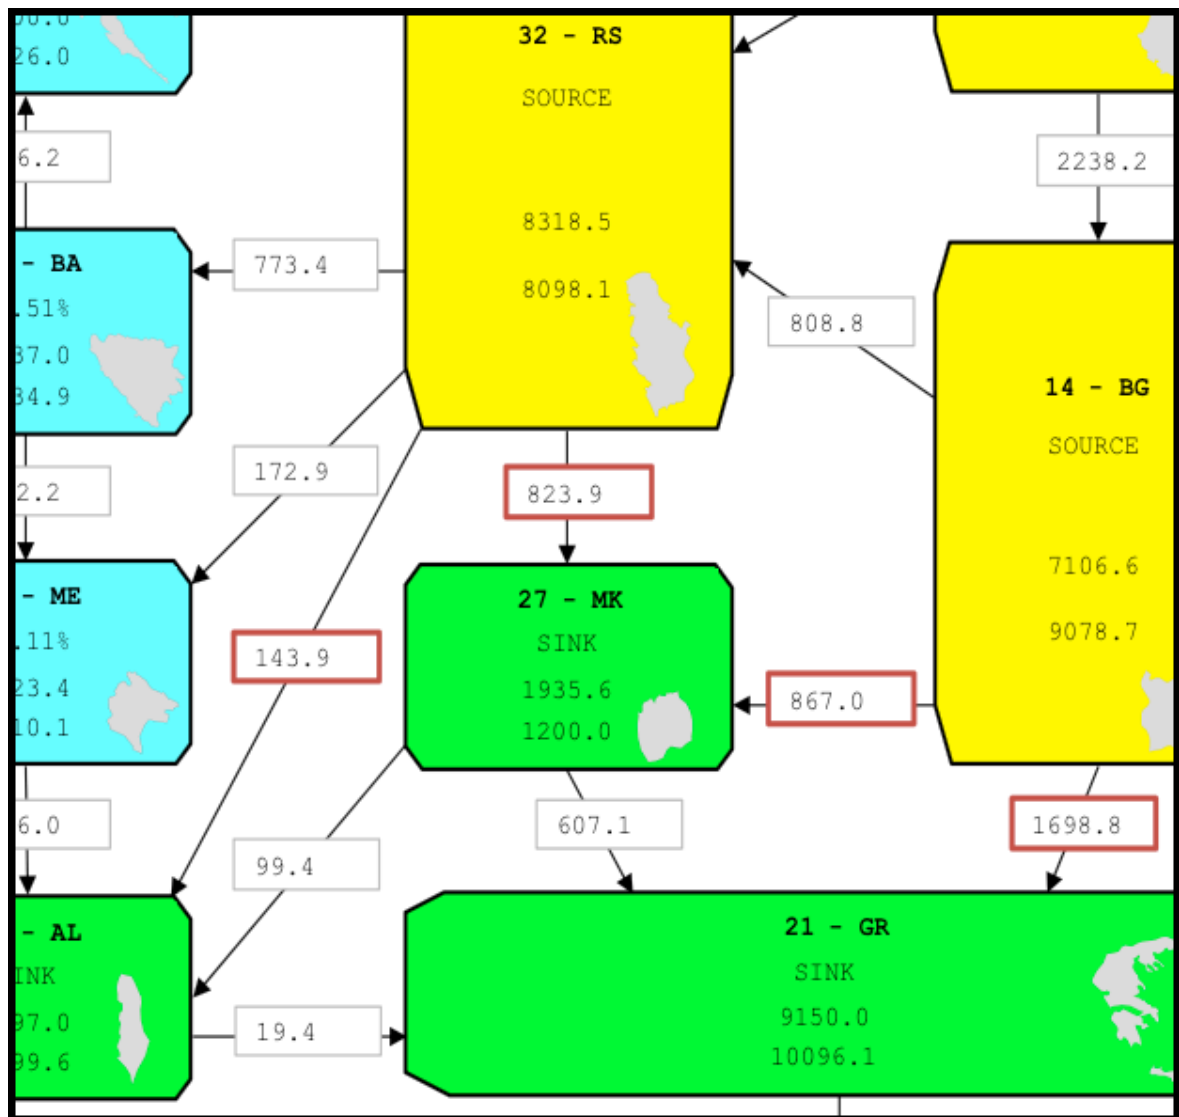 32 - RS
26.0
SOURCE
6.2
2238.2
8318.5
- BA
773.4
8098.1
.51%
808.8
37.0
34.9
14 - BG
SOURCE
172.9
2.2
823.9
7106.6
- ME
27 - MK
.11%
SINK
9078.7
143.9
23.4
1935.6
867.0
10.1
1200.0
6.0
607.1
1698.8
99.4
- AL
21 - GR
INK
SINK
97.0
9150.0
19.4
99.6
10096.1